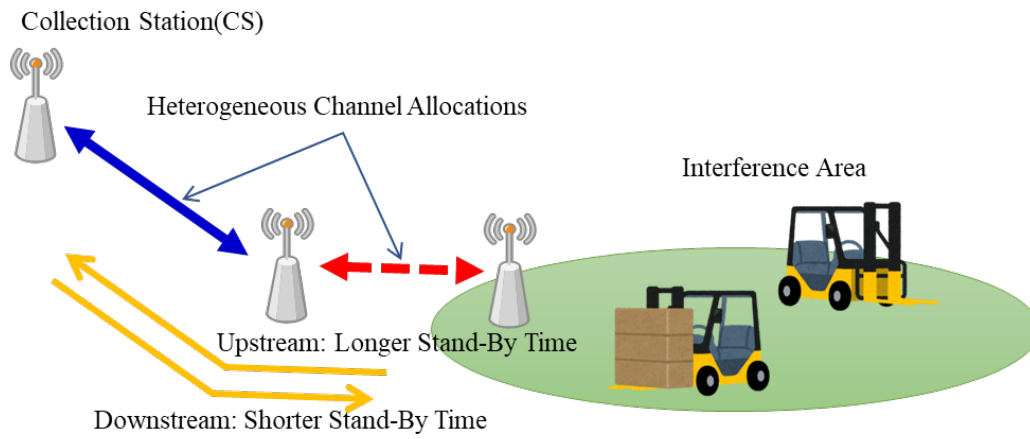 Collection Station(CS)
Heterogeneous Channel Allocations
Interference Area
Upstream: Longer Stand-By Time
Downstream: Shorter Stand-By Time